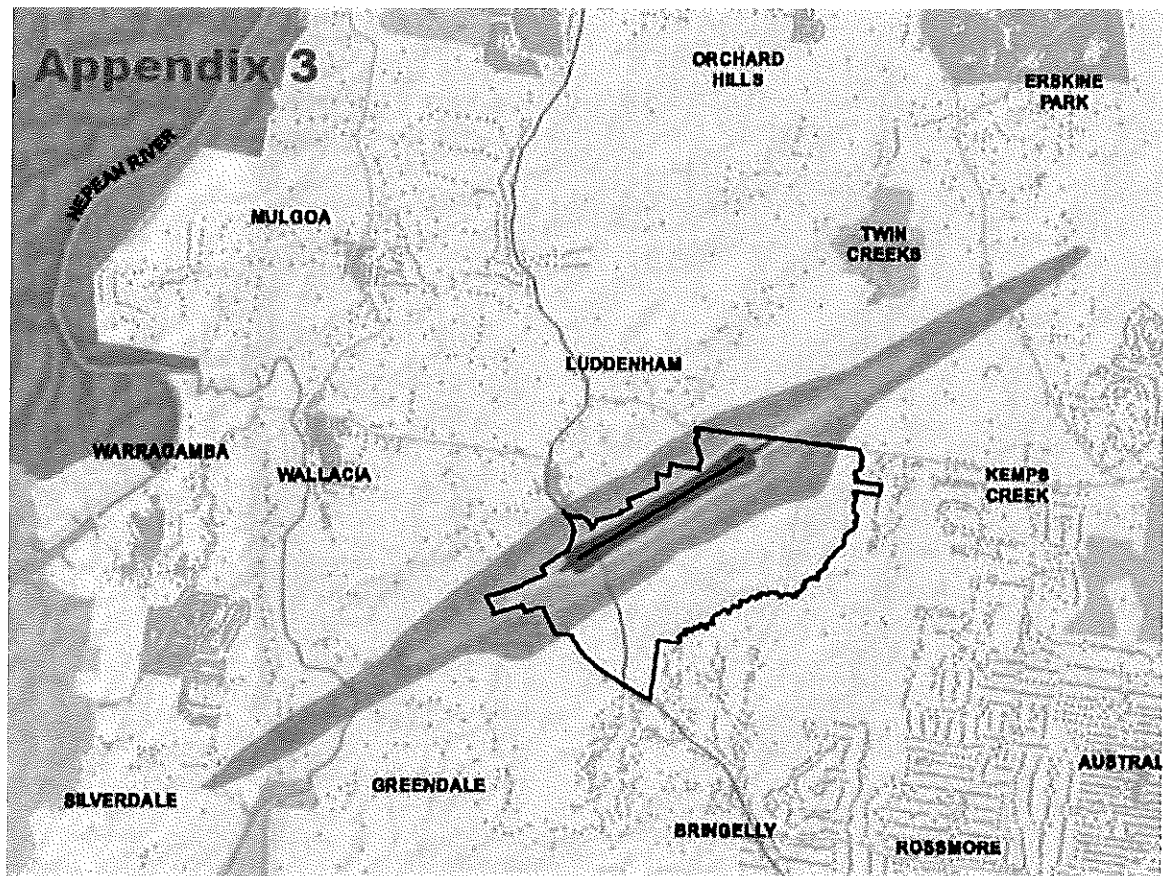 Appendix 3
ORCHARD
HILLS
ERSKINE
PARK
NEPEAN RIVER
MULGOA
TWIN
CREEKS
LUDDENHAM
WARRAGAMBA
WALLACIA
KEMPS
CREEK
SILVERDALE
GREENDALE
AUSTRAL
BRINGELLY
ROSSMORE